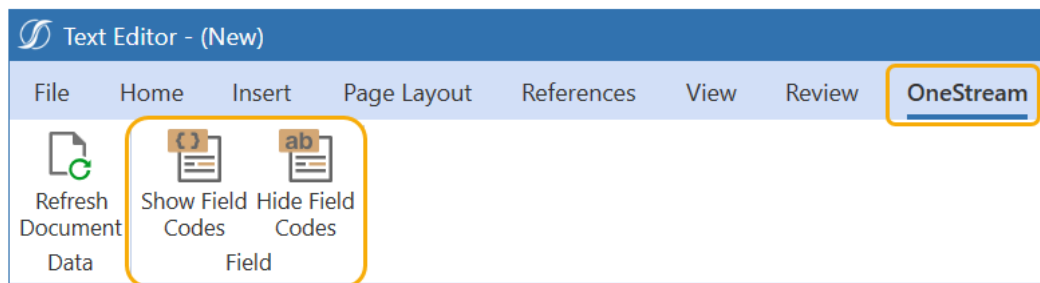 Text Editor - (New)
File Home Insert Page Layout References View Review OneStream
{ } ab
Refresh Show Field Hide Field
Document Codes Codes
Data Field